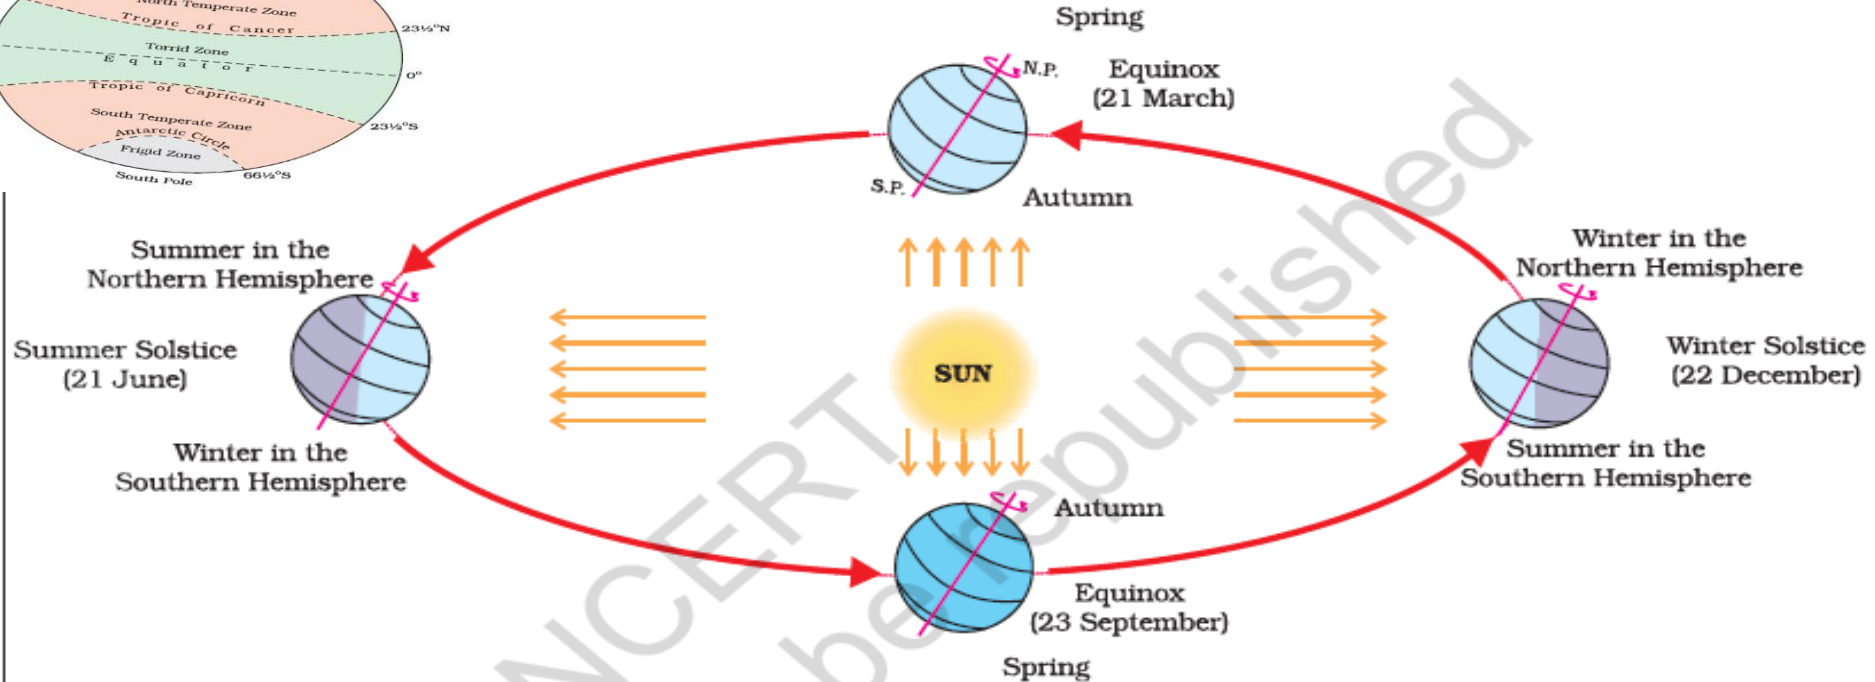 North Temperate Zone
Tropic of Cancer
23½°N
Torrid Zone
Equator
0°
Tropic of Capricorn
23½°S
South Temperate Zone
Antarctic Circle
Frigid Zone
South Pole
66½°S
Spring
N.P.
Equinox
(21 March)
S.P.
Autumn
Summer in the
Northern Hemisphere
Summer Solstice
(21 June)
Winter in the
Southern Hemisphere
SUN
Winter in the
Northern Hemisphere
Winter Solstice
(22 December)
Summer in the
Southern Hemisphere
Autumn
Equinox
(23 September)
Spring
NCERT
be republished